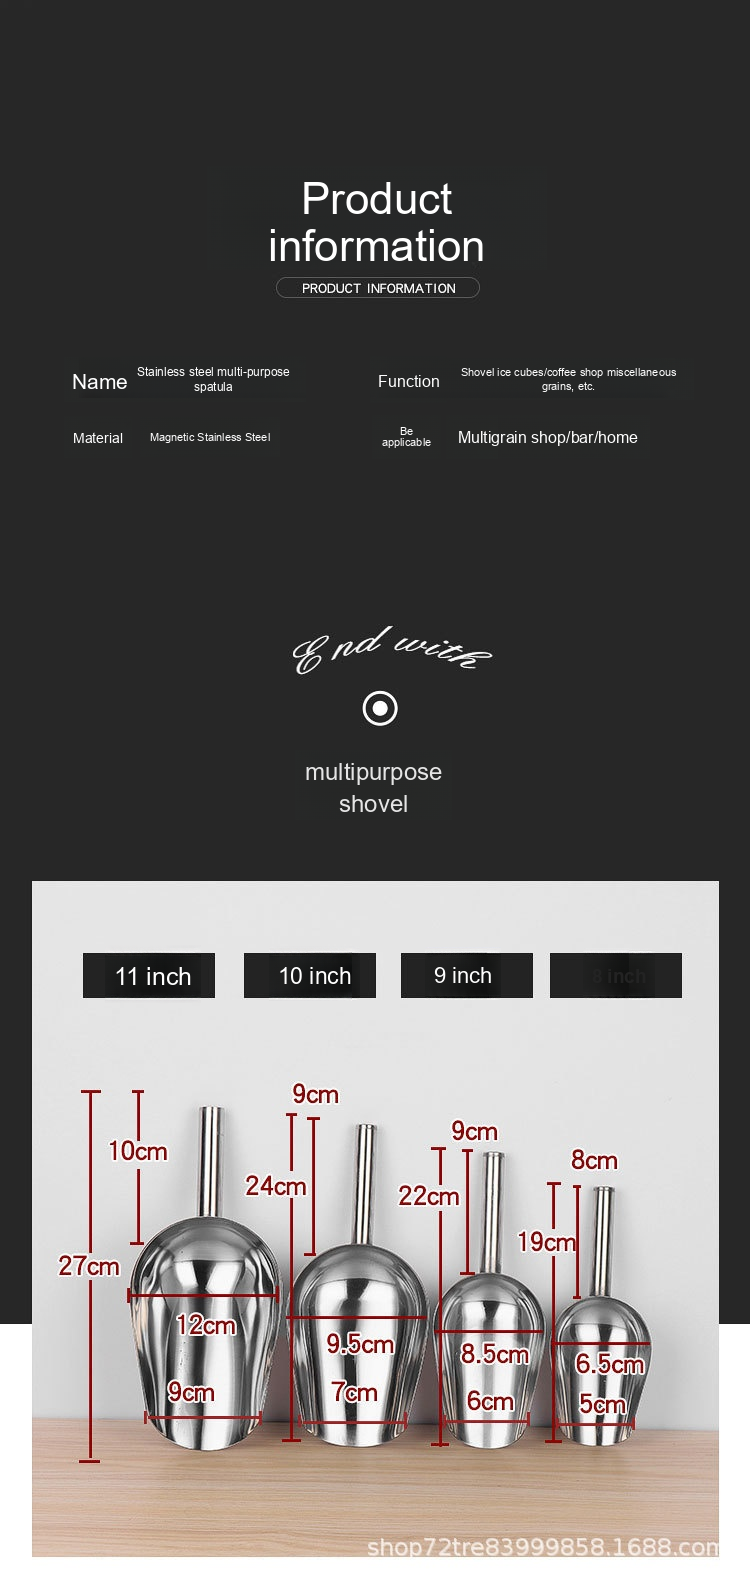 Product
information
PRODUCT INFORMATION
Name
Stainless steel multi-purpose
spatula
Function
Shovel ice cubes/coffee shop miscellaneous
grains, etc.
Material
Magnetic Stainless Steel
Be
applicable
Multigrain shop/bar/home
End with
multipurpose
shovel
11 inch
10 inch
9 inch
8 inch
9cm
9cm
10cm
8cm
24cm
22cm
19cm
27cm
12cm
9.5cm
8.5cm
6.5cm
9cm
7cm
6cm
5cm
shop72tre83999858.1688.com